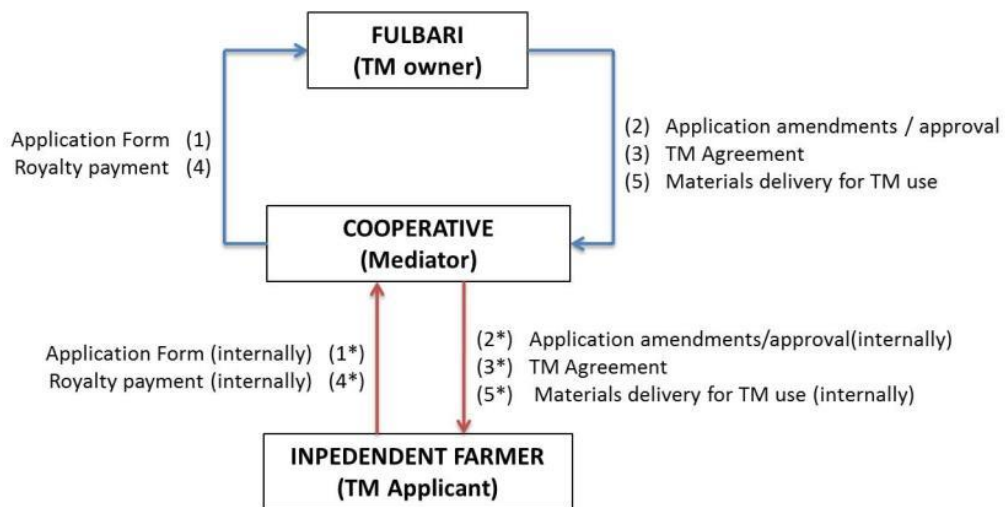 FULBARI
(TM owner)
Application Form (1)
Royalty payment (4)
(2) Application amendments / approval
(3) TM Agreement
(5) Materials delivery for TM use
COOPERATIVE
(Mediator)
Application Form (internally) (1*)
Royalty payment (internally) (4*)
(2*) Application amendments/approval(internally)
(3*) TM Agreement
(5*) Materials delivery for TM use (internally)
INPEDENDENT FARMER
(TM Applicant)